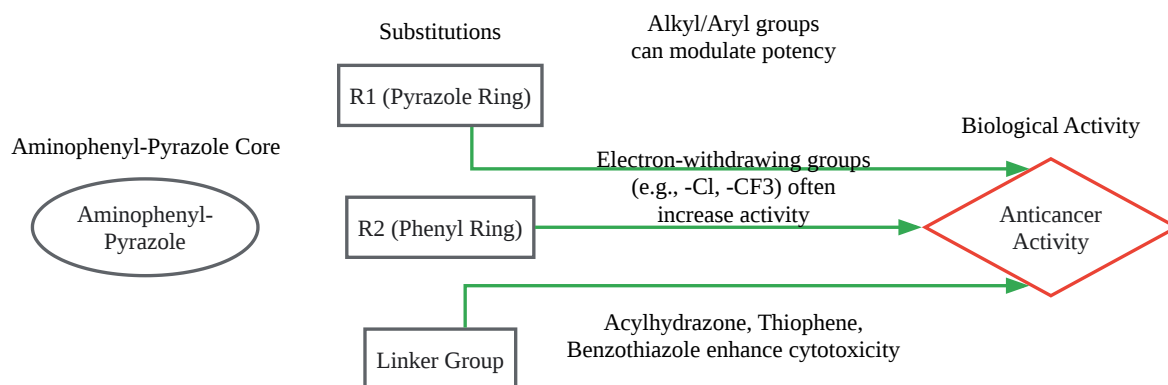 Aminophenyl-Pyrazole Core
Aminophenyl-
Pyrazole
Substitutions
R1 (Pyrazole Ring)
R2 (Phenyl Ring)
Linker Group
Alkyl/Aryl groups
can modulate potency
Electron-withdrawing groups
(e.g., -Cl, -CF3) often
increase activity
Acylhydrazone, Thiophene,
Benzothiazole enhance cytotoxicity
Biological Activity
Anticancer
Activity